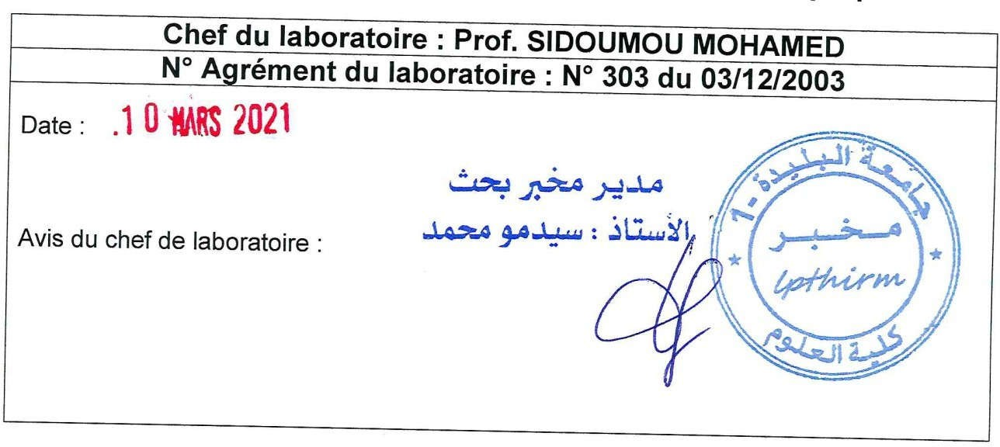 Chef du laboratoire : Prof. SIDOUMOU MOHAMED
N° Agrément du laboratoire : N° 303 du 03/12/2003
Date : .10 MARS 2021
مدير مخبر بحث
Avis du chef de laboratoire :
الأستاذ : سيدمو محمد
جامعة البليدة -1
مخبر
lpthirm
كلية العلوم